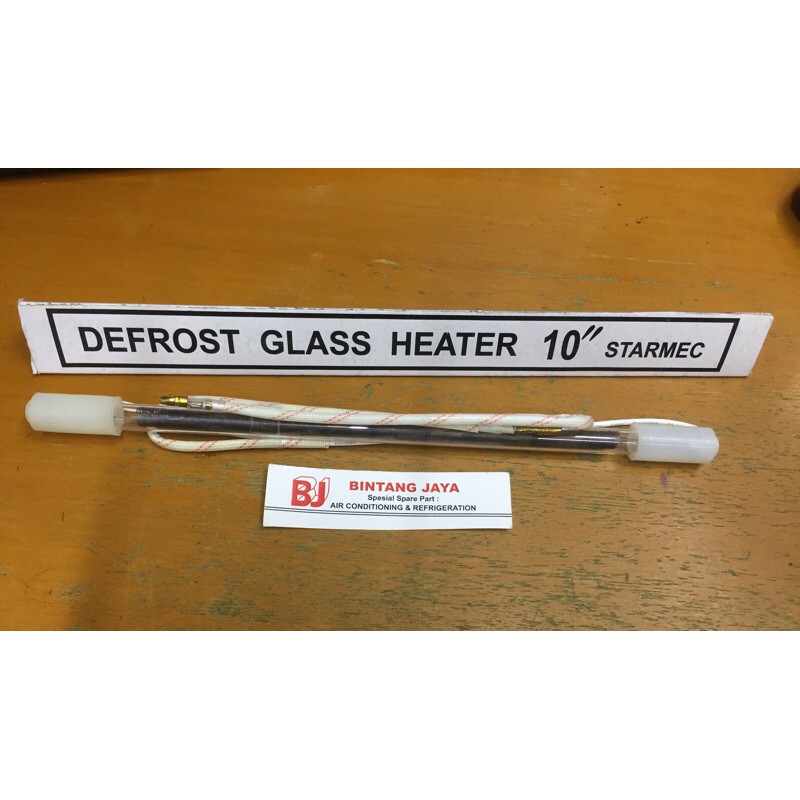 DEFROST GLASS HEATER 10" STARMEC
BJ BINTANG JAYA
Spesial Spare Part :
AIR CONDITIONING & REFRIGERATION